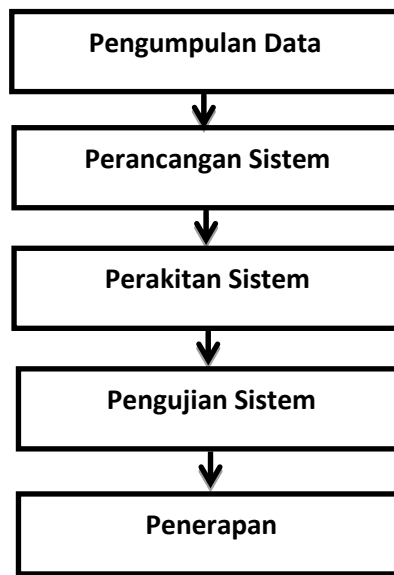 Pengumpulan Data
Perancangan Sistem
Perakitan Sistem
Pengujian Sistem
Penerapan